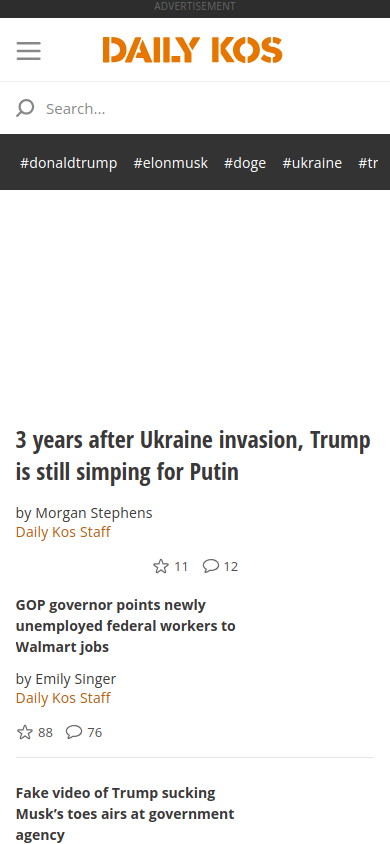 ADVERTISEMENT
DAILY KOS
Search...
#donaldtrump #elonmusk #doge #ukraine #tr
3 years after Ukraine invasion, Trump
is still simping for Putin
by Morgan Stephens
Daily Kos Staff
11 12
GOP governor points newly
unemployed federal workers to
Walmart jobs
by Emily Singer
Daily Kos Staff
88 76
Fake video of Trump sucking
Musk’s toes airs at government
agency